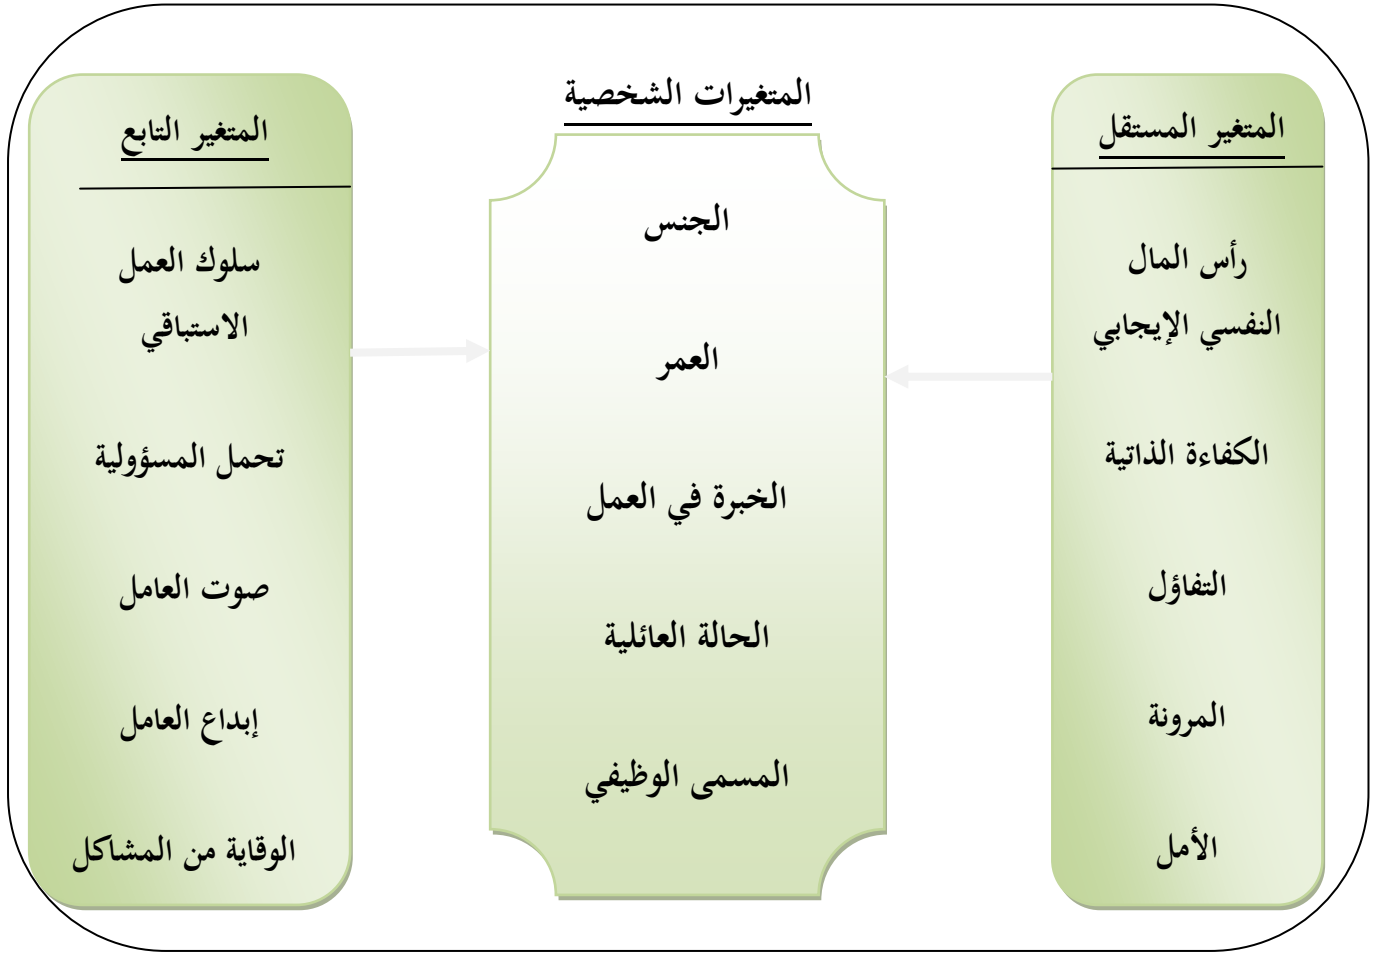 المتغير المستقل
رأس المال
النفسي الإيجابي
الكفاءة الذاتية
التفاؤل
المرونة
الأمل
المتغيرات الشخصية
الجنس
العمر
الخبرة في العمل
الحالة العائلية
المسمى الوظيفي
المتغير التابع
سلوك العمل
الاستباقي
تحمل المسؤولية
صوت العامل
إبداع العامل
الوقاية من المشاكل